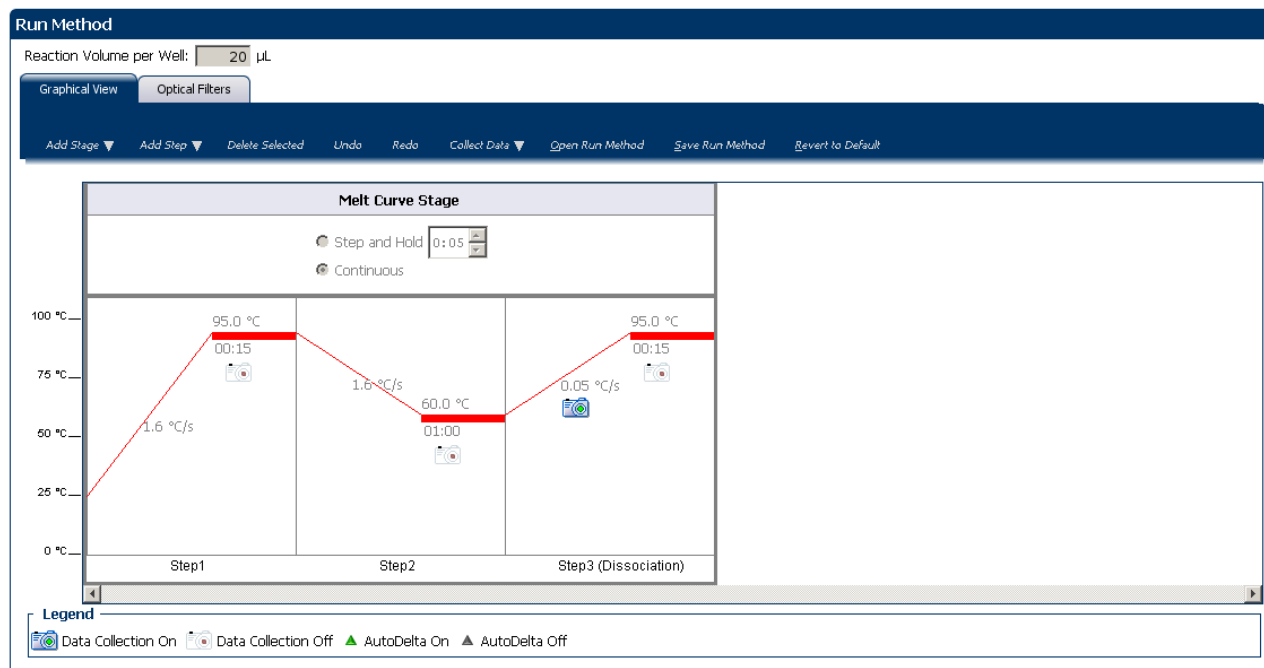 Run Method
Reaction Volume per Well: 20 µL
Graphical View Optical Filters
Add Stage ▼ Add Step ▼ Delete Selected Undo Redo Collect Data ▼ Open Run Method Save Run Method Revert to Default
Melt Curve Stage
Step and Hold 0:05
Continuous
100 °C
95.0 °C 95.0 °C
00:15 00:15
75 °C
1.6 °C/s 0.05 °C/s
60.0 °C
1.6 °C/s 01:00
50 °C
25 °C
0 °C
Step1 Step2 Step3 (Dissociation)
Legend
Data Collection On Data Collection Off AutoDelta On AutoDelta Off